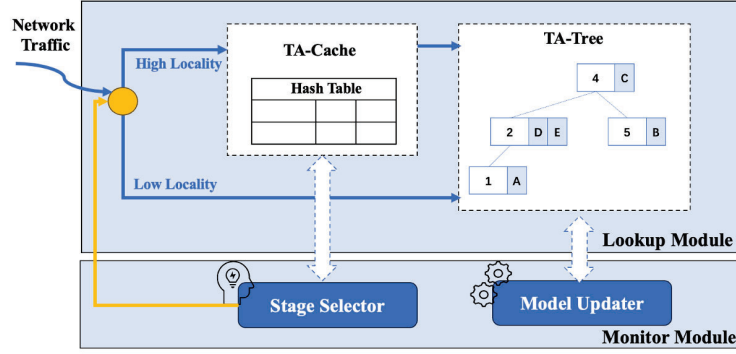 Network
Traffic
High Locality
TA-Cache
Hash Table
TA-Tree
4 C
2 D E
5 B
1 A
Low Locality
Lookup Module
Stage Selector
Model Updater
Monitor Module